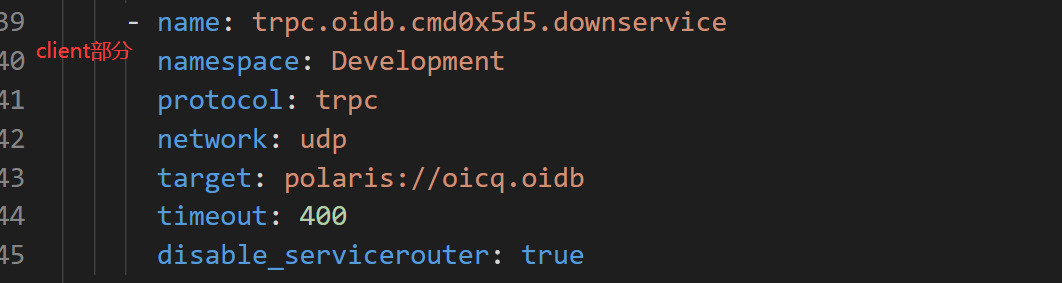 39 - name: trpc.oidb.cmd0x5d5.downservice
client部分
40 namespace: Development
41 protocol: trpc
42 network: udp
43 target: polaris://oicq.oidb
44 timeout: 400
45 disable_servicerouter: true